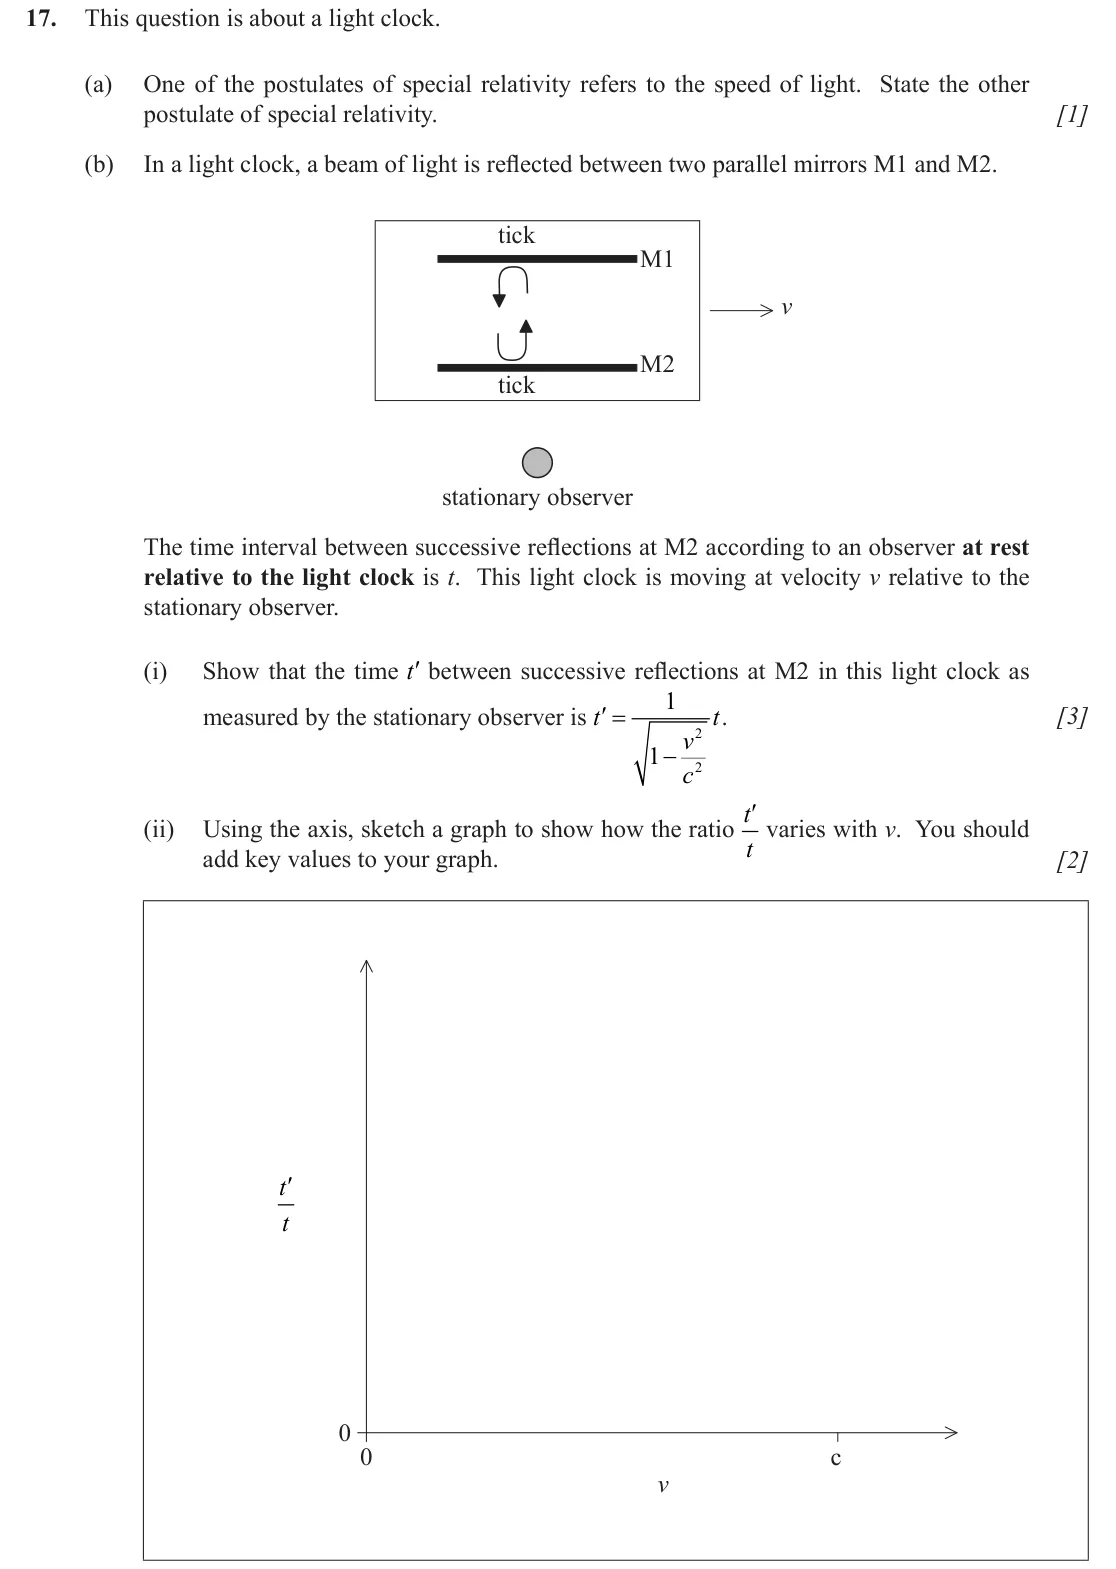 17. This question is about a light clock.
(a) One of the postulates of special relativity refers to the speed of light. State the other
postulate of special relativity. [1]
(b) In a light clock, a beam of light is reflected between two parallel mirrors M1 and M2.
tick
M1
v
M2
tick
stationary observer
The time interval between successive reflections at M2 according to an observer at rest
relative to the light clock is t. This light clock is moving at velocity v relative to the
stationary observer.
(i) Show that the time t′ between successive reflections at M2 in this light clock as
measured by the stationary observer is t′ = 1/√(1 − v²/c²) t. [3]
(ii) Using the axis, sketch a graph to show how the ratio t′/t varies with v. You should
add key values to your graph. [2]
t′/t
0
0 c
v